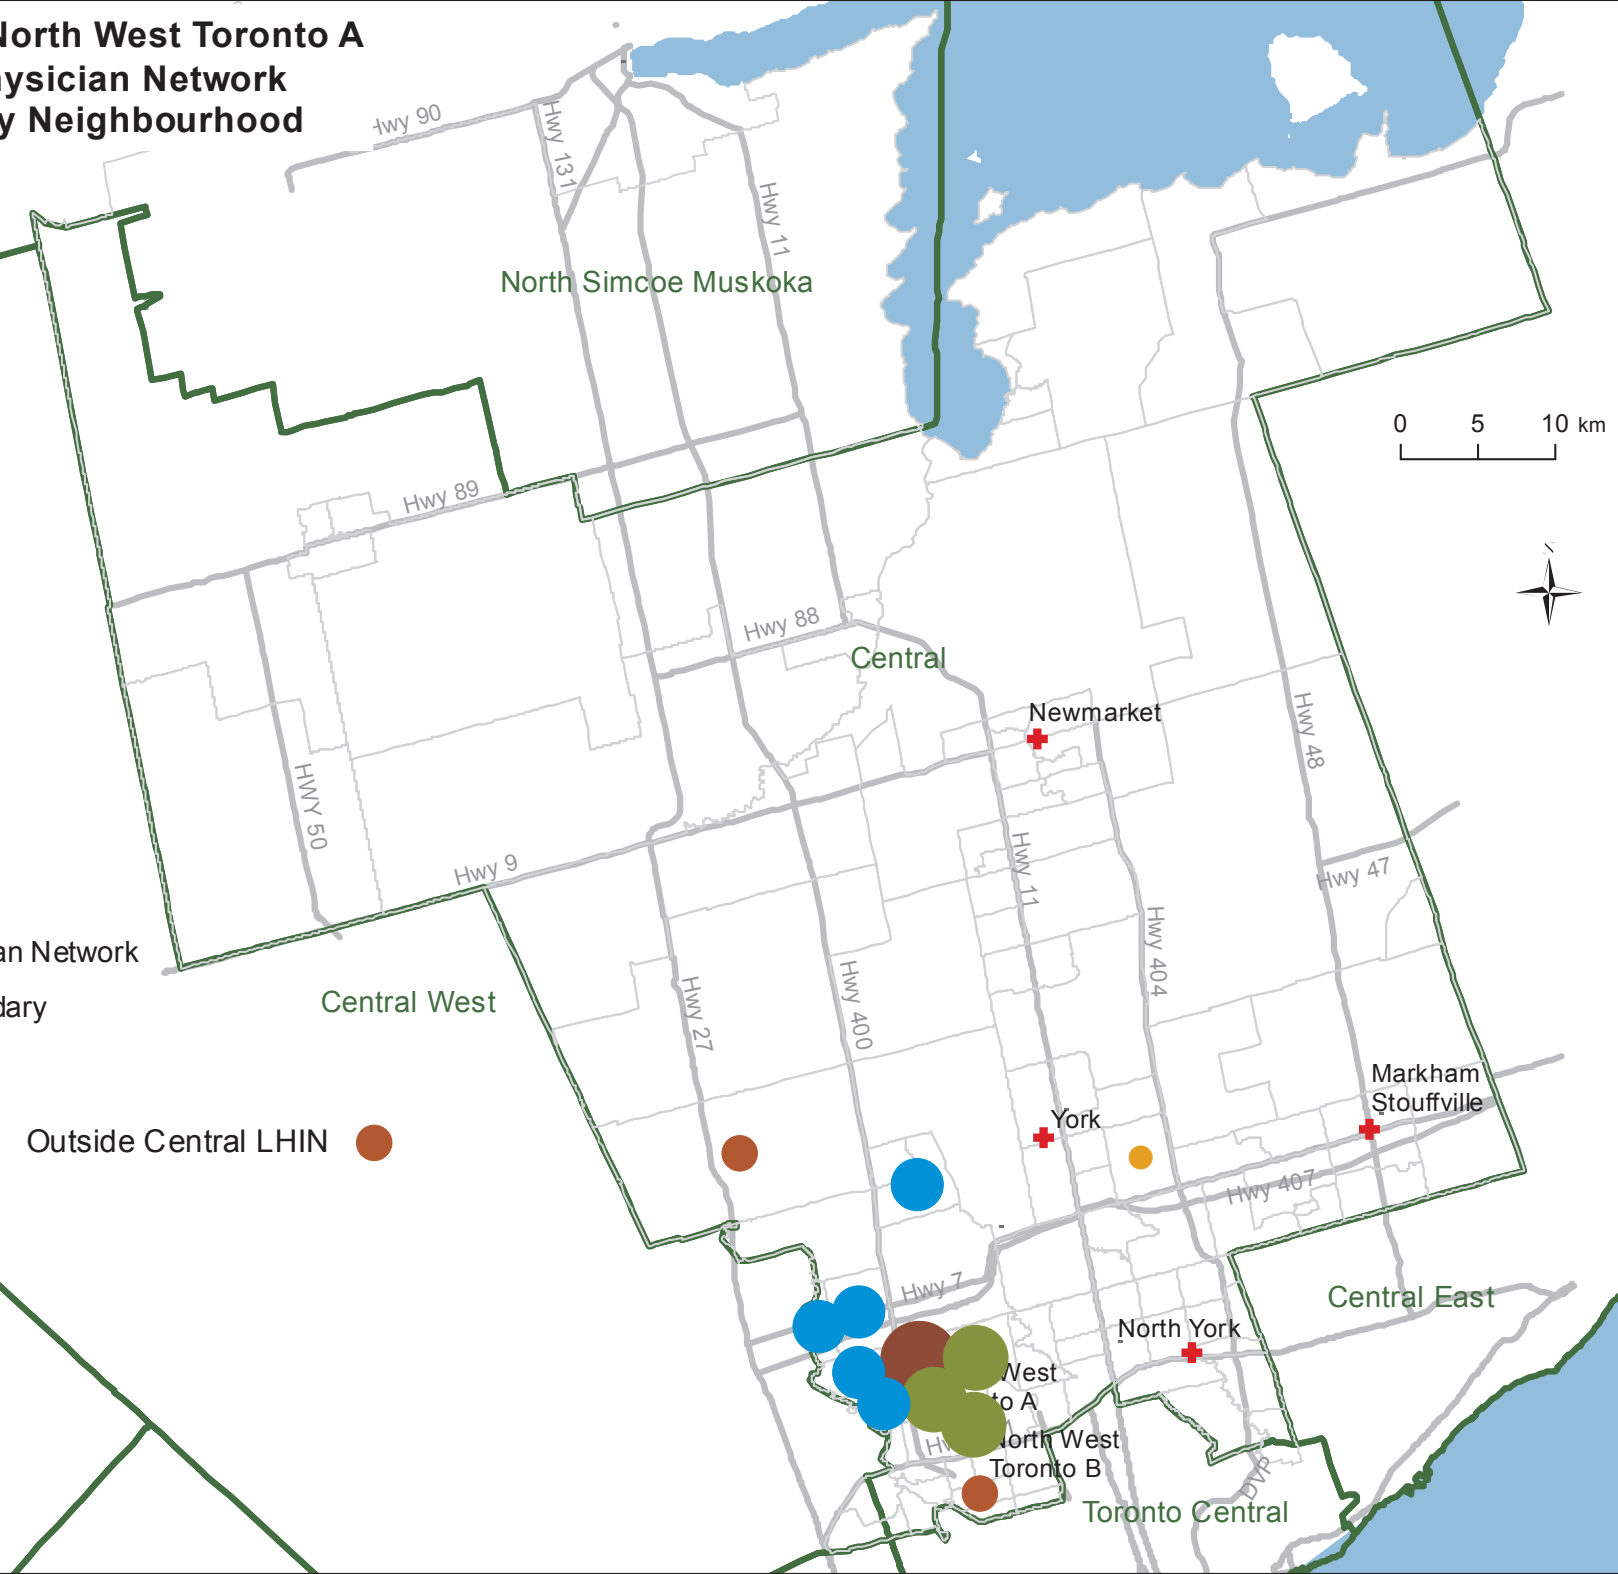 North West Toronto A
ysician Network
y Neighbourhood
Hwy 90
Hwy 131
Hwy 11
North Simcoe Muskoka
0 5 10 km
Hwy 89
N
Hwy 88
Central
Newmarket
Hwy 48
HWY 50
Hwy 9
Hwy 11
Hwy 47
an Network
dary
Central West
Hwy 27
Hwy 400
Hwy 404
Markham
Stouffville
York
Outside Central LHIN
Hwy 407
Hwy 7
Central East
North York
West
to A
North West
Toronto B
DVP
Toronto Central